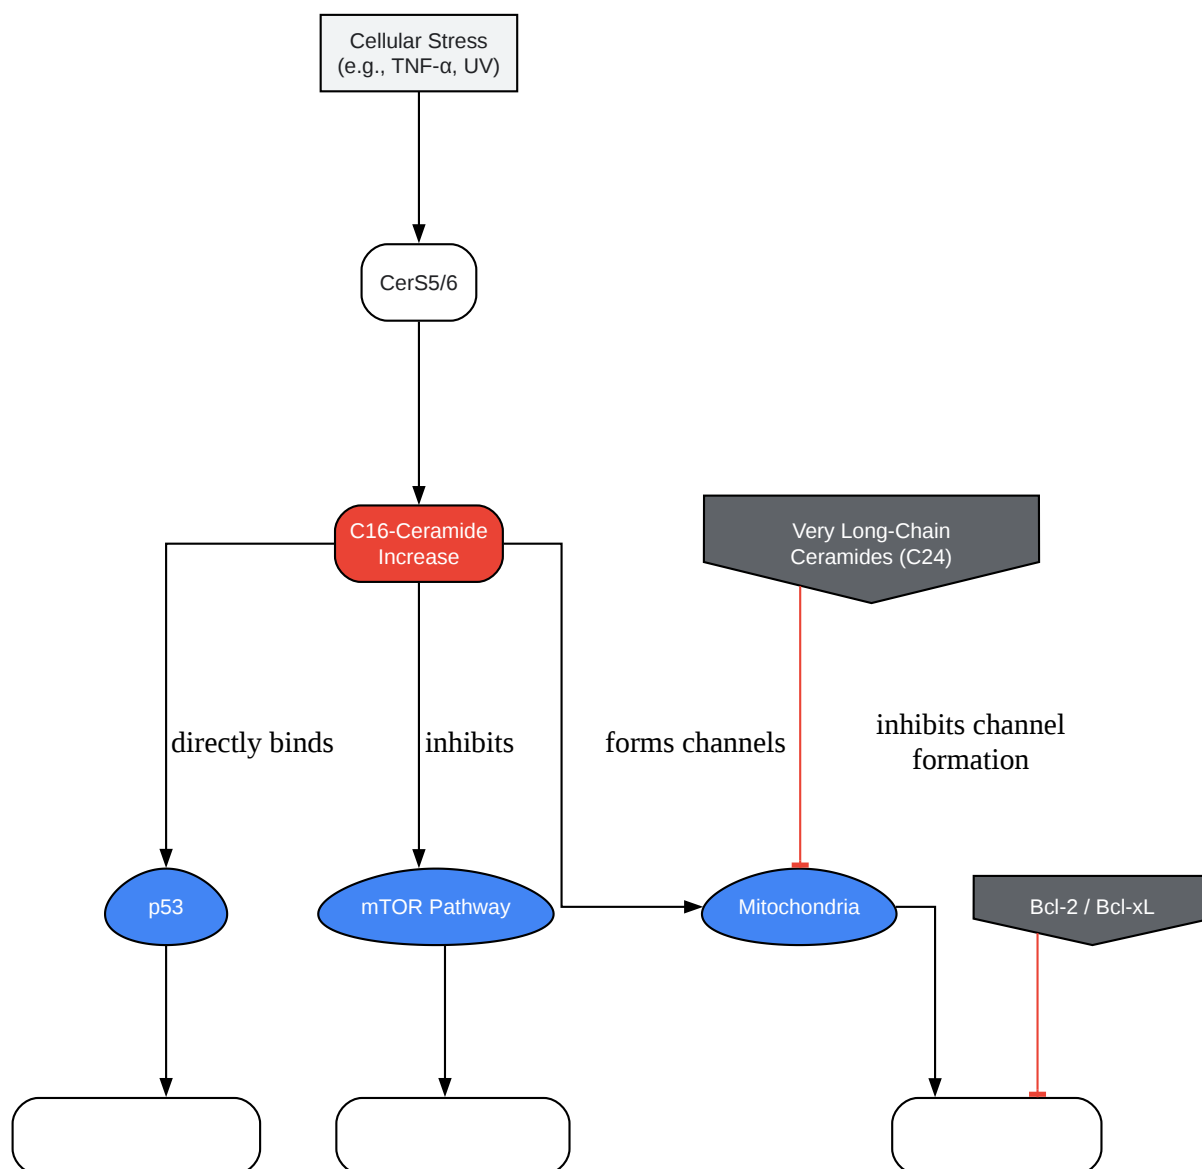 Cellular Stress
(e.g., TNF-α, UV)
CerS5/6
C16-Ceramide
Increase
Very Long-Chain
Ceramides (C24)
directly binds
inhibits
forms channels
inhibits channel
formation
p53
mTOR Pathway
Mitochondria
Bcl-2 / Bcl-xL